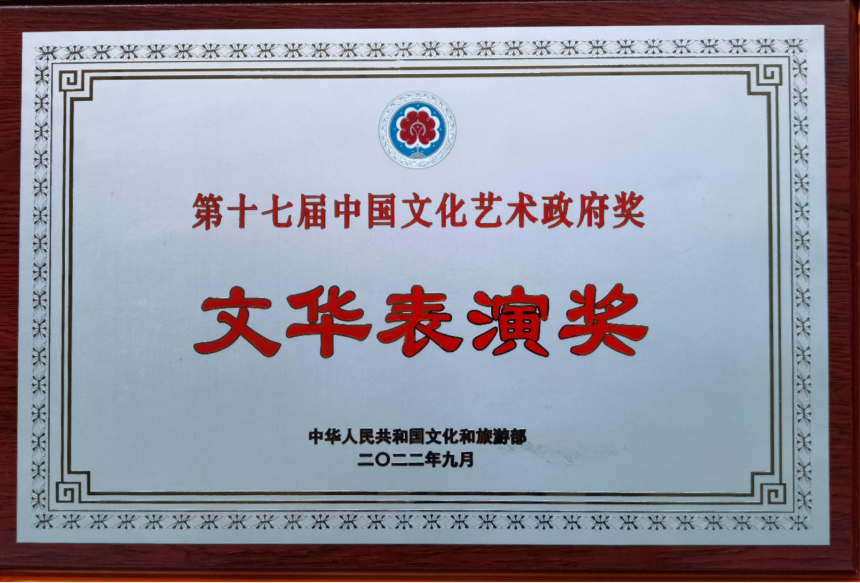 第十七届中国文化艺术政府奖
文华表演奖
中华人民共和国文化和旅游部
二〇二二年九月